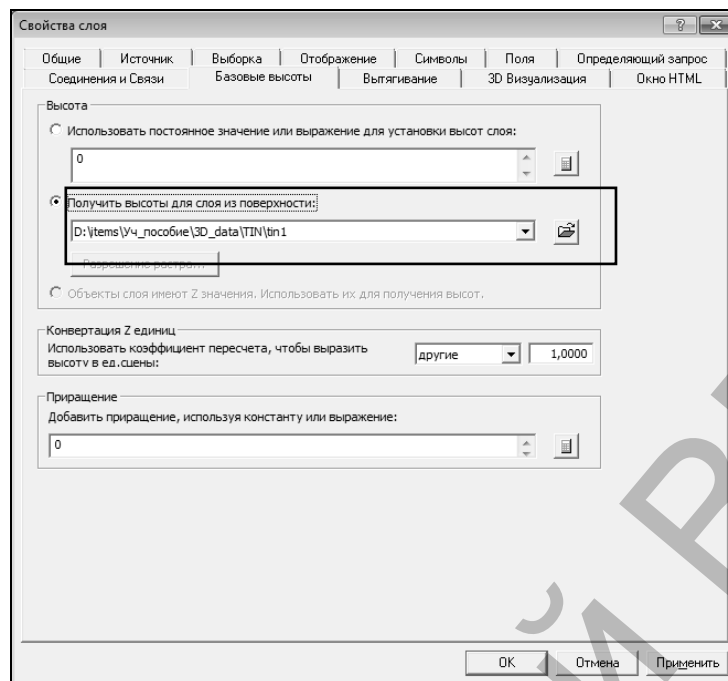 Свойства слоя
Общие Источник Выборка Отображение Символы Поля Определяющий запрос
Соединения и Связи Базовые высоты Вытягивание 3D Визуализация Окно HTML
Высота
Использовать постоянное значение или выражение для установки высот слоя:
0
Получить высоты для слоя из поверхности:
D:\items\Уч_пособие\3D_data\TIN\tin1
Разрешение растра...
Объекты слоя имеют Z значения. Использовать их для получения высот.
Конвертация Z единиц
Использовать коэффициент пересчета, чтобы выразить
высоту в ед.сцены:
другие 1,0000
Приращение
Добавить приращение, используя константу или выражение:
0
OK Отмена Применить